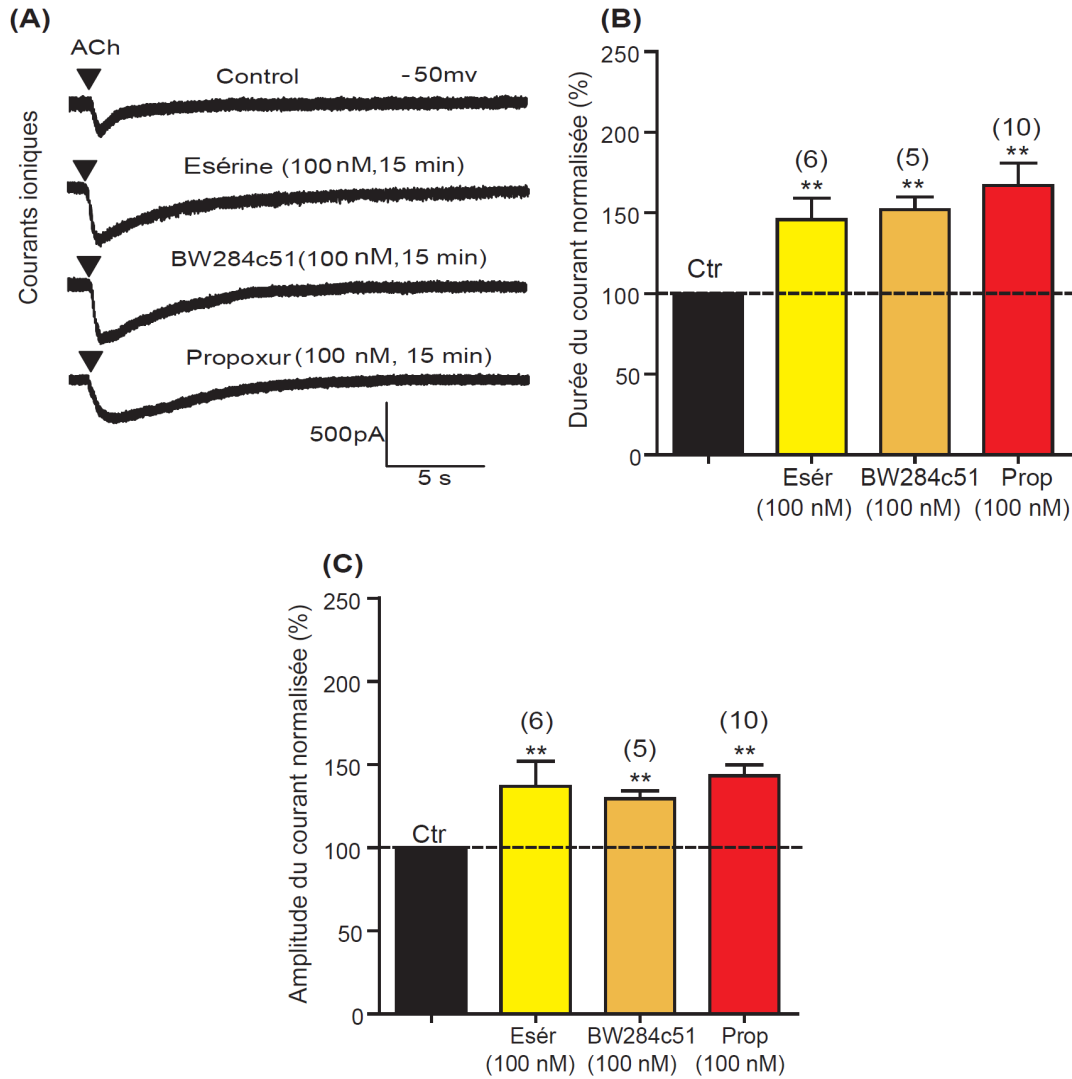 (A)
ACh
Control
-50mv
Esérine (100 nM, 15 min)
BW284c51(100 nM, 15 min)
Propoxur (100 nM, 15 min)
Courants ioniques
500pA
5 s
(B)
Durée du courant normalisée (%)
250
200
150
100
50
0
Ctr
(6)
**
(5)
**
(10)
**
Esér
(100 nM)
BW284c51
(100 nM)
Prop
(100 nM)
(C)
Amplitude du courant normalisée (%)
250
200
150
100
50
0
Ctr
(6)
**
(5)
**
(10)
**
Esér
(100 nM)
BW284c51
(100 nM)
Prop
(100 nM)